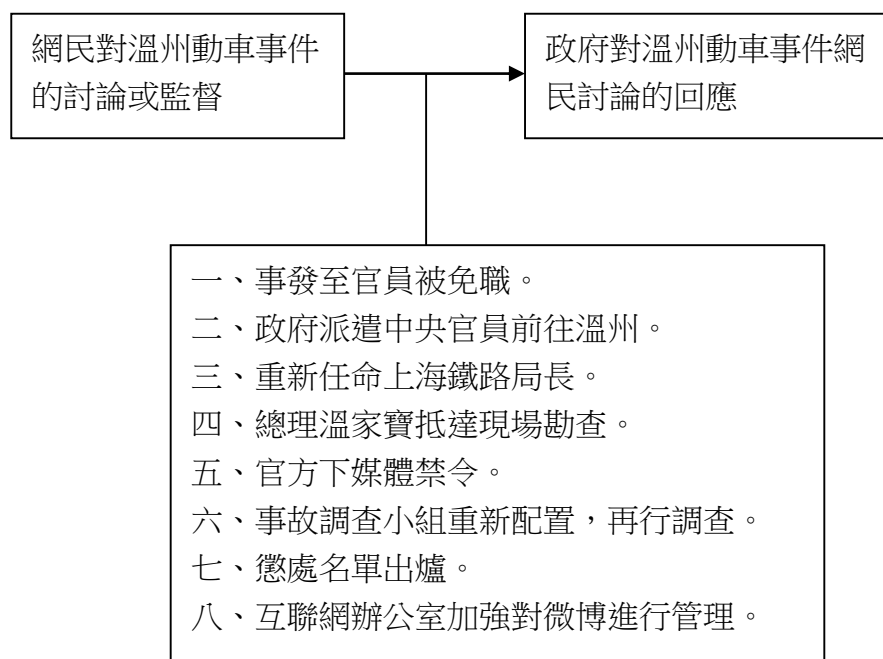 網民對溫州動車事件
的討論或監督
政府對溫州動車事件網
民討論的回應
一、事發至官員被免職。
二、政府派遣中央官員前往溫州。
三、重新任命上海鐵路局長。
四、總理溫家寶抵達現場勘查。
五、官方下媒體禁令。
六、事故調查小組重新配置，再行調查。
七、懲處名單出爐。
八、互聯網辦公室加強對微博進行管理。